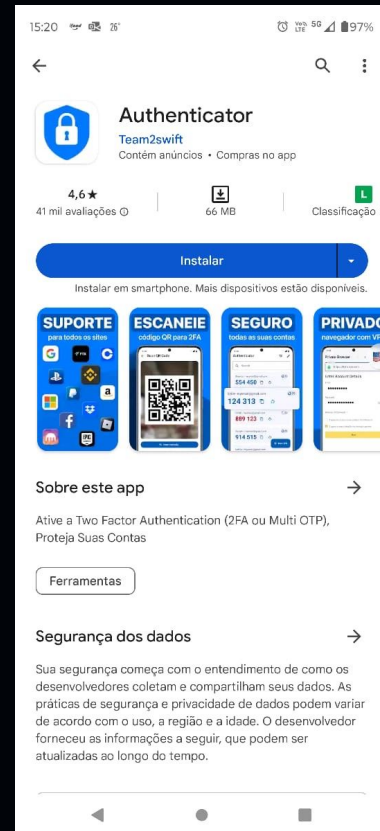 15:20 26° Vo)) LTE 5G 97%
Authenticator
Team2swift
Contém anúncios • Compras no app
4,6★
41 mil avaliações
66 MB
L
Classificação
Instalar
Instalar em smartphone. Mais dispositivos estão disponíveis.
SUPORTE
para todos os sites
ESCANEIE
código QR para 2FA
SEGURO
todas as suas contas
554 450
124 313
889 123
914 515
PRIVADO
navegador com VP
Sobre este app
Ative a Two Factor Authentication (2FA ou Multi OTP),
Proteja Suas Contas
Ferramentas
Segurança dos dados
Sua segurança começa com o entendimento de como os
desenvolvedores coletam e compartilham seus dados. As
práticas de segurança e privacidade de dados podem variar
de acordo com o uso, a região e a idade. O desenvolvedor
forneceu as informações a seguir, que podem ser
atualizadas ao longo do tempo.